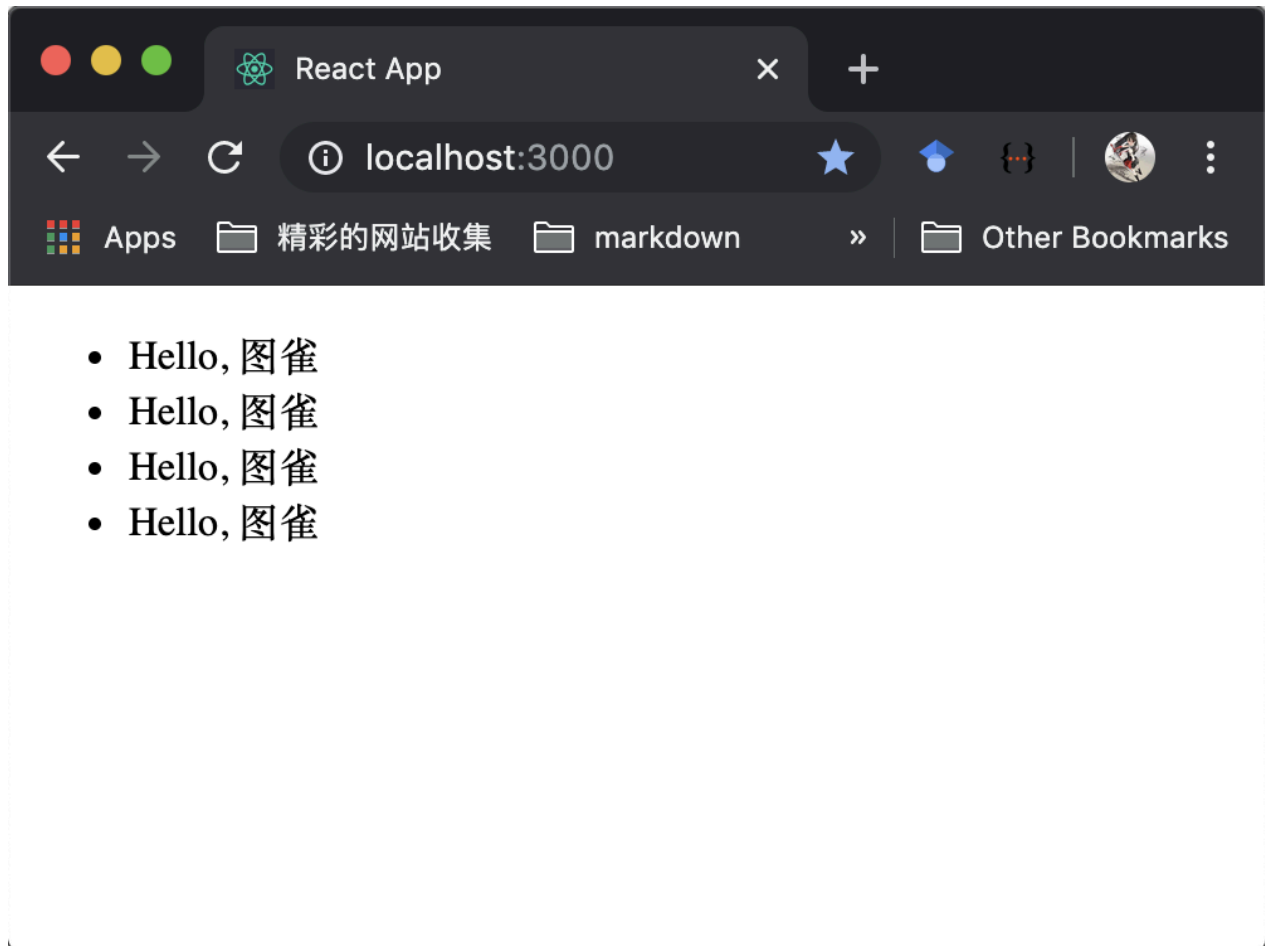 React App
localhost:3000
Apps 精彩的网站收集 markdown » Other Bookmarks
• Hello, 图雀
• Hello, 图雀
• Hello, 图雀
• Hello, 图雀